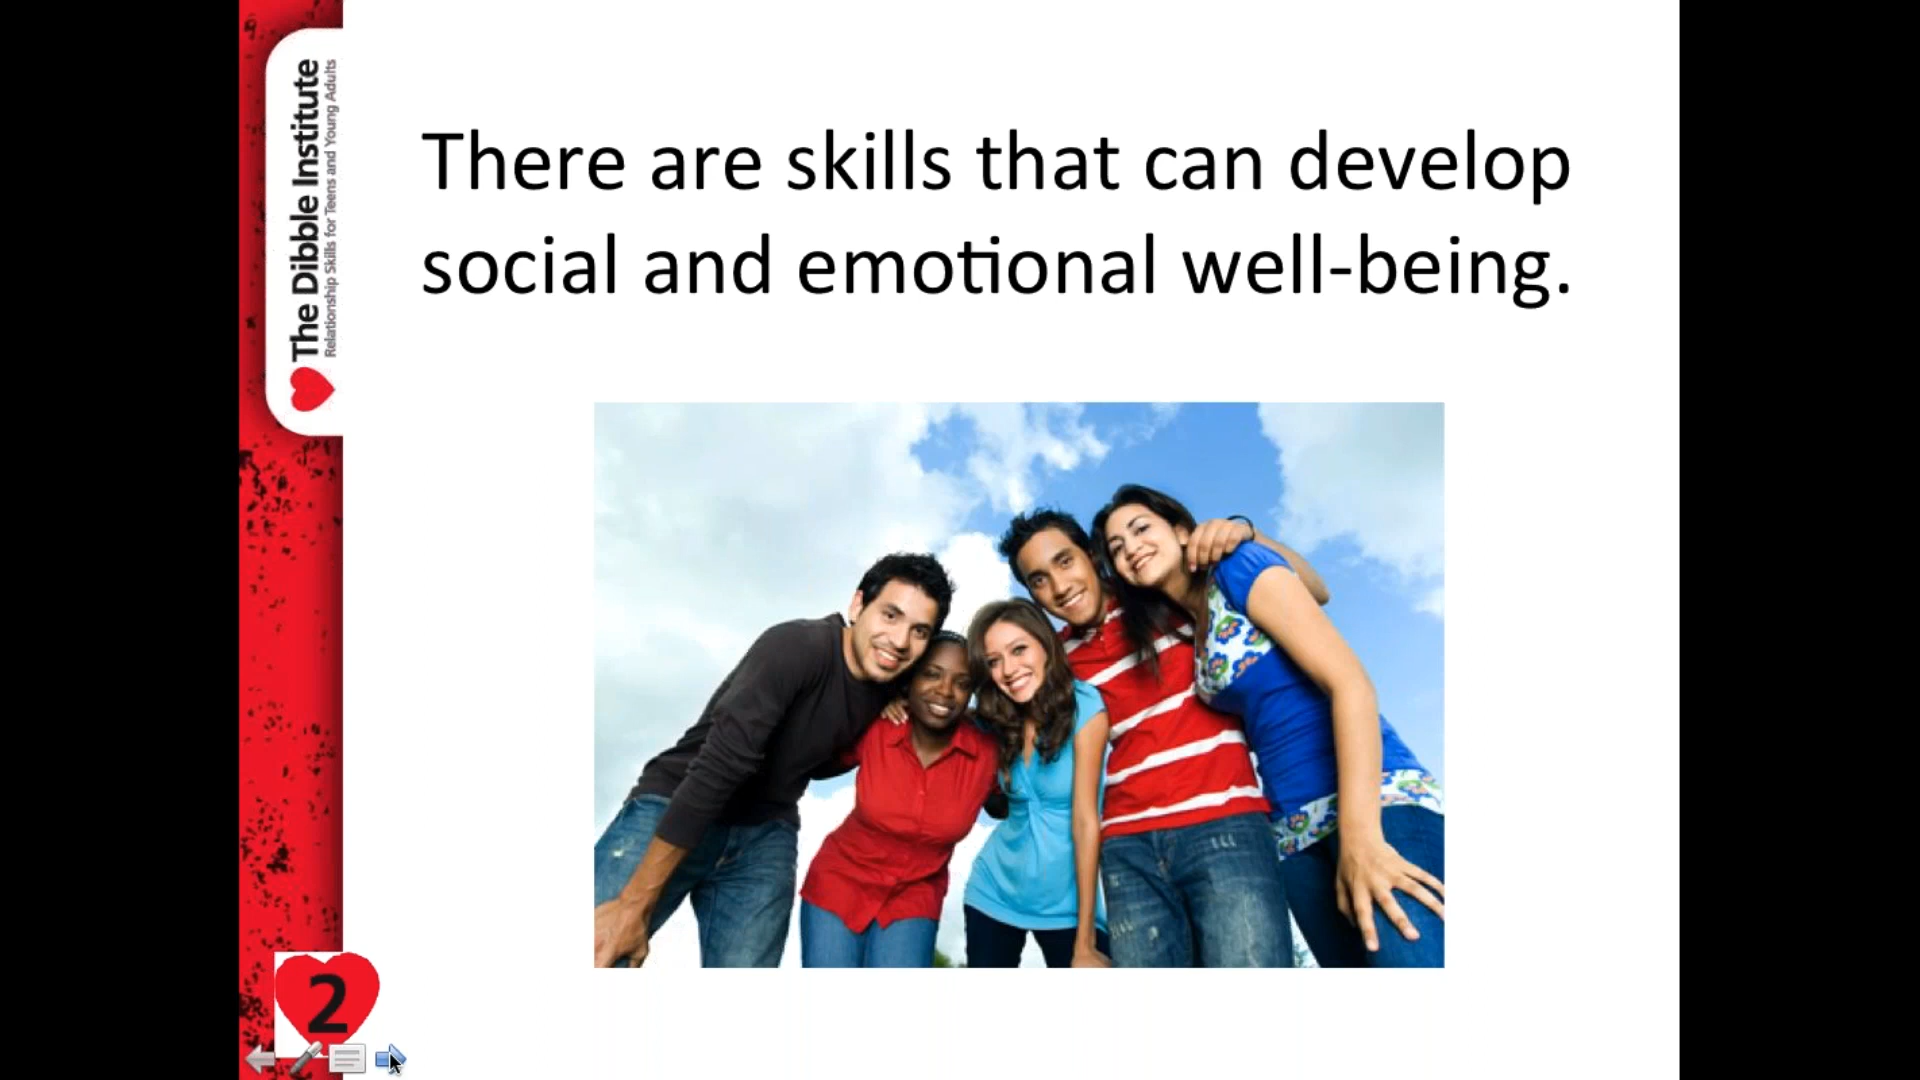 The Dibble Institute
Relationship Skills for Teens and Young Adults
There are skills that can develop
social and emotional well-being.
2